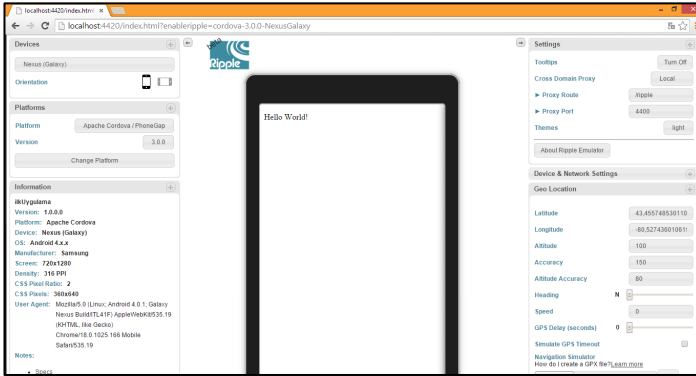 localhost:4420/index.htm
localhost:4420/index.html?enableripple=cordova-3.0.0-NexusGalaxy
Devices
Nexus (Galaxy)
Orientation
Platforms
Platform
Apache Cordova / PhoneGap
Version
3.0.0
Change Platform
Information
ilkUygulama
Version: 1.0.0.0
Platform: Apache Cordova
Device: Nexus (Galaxy)
OS: Android 4.x.x
Manufacturer: Samsung
Screen: 720x1280
Density: 316 PPI
CSS Pixel Ratio: 2
CSS Pixels: 360x640
User Agent: Mozilla/5.0 (Linux; Android 4.0.1; Galaxy
Nexus Build/ITL41F) AppleWebKit/535.19
(KHTML, like Gecko)
Chrome/18.0.1025.166 Mobile
Safari/535.19
Notes:
Specs
beta
Ripple
Hello World!
Settings
Tooltips
Turn Off
Cross Domain Proxy
Local
► Proxy Route
/ripple
► Proxy Port
4400
Themes
light
About Ripple Emulator
Device & Network Settings
Geo Location
Latitude
43,455748530110
Longitude
-80,5274360106
Altitude
100
Accuracy
150
Altitude Accuracy
80
Heading
N
Speed
0
GPS Delay (seconds)
0
Simulate GPS Timeout
Navigation Simulator
How do I create a GPX file?Learn more